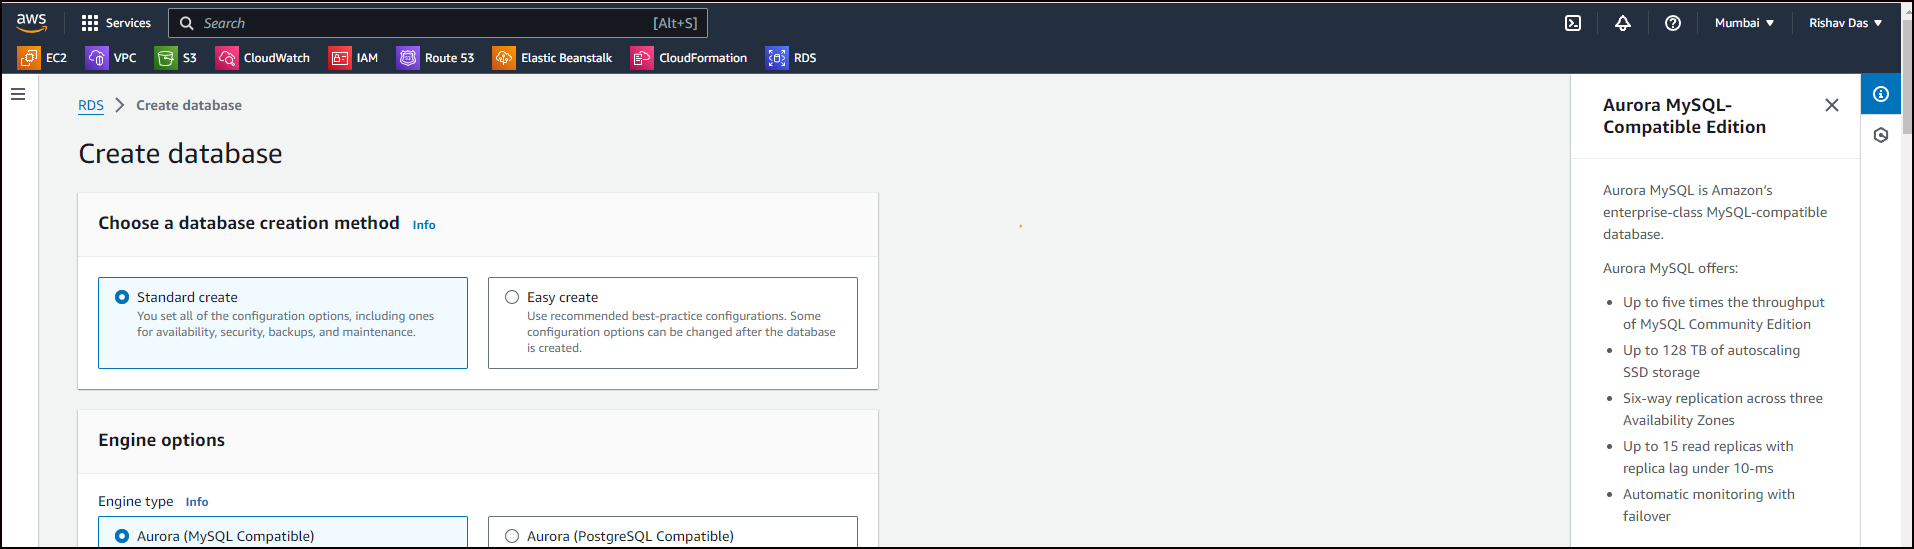 aws Services Search [Alt+S] Mumbai Rishav Das
EC2 VPC S3 CloudWatch IAM Route 53 Elastic Beanstalk CloudFormation RDS
RDS Create database
Create database
Choose a database creation method Info
Standard create
You set all of the configuration options, including ones
for availability, security, backups, and maintenance.
Easy create
Use recommended best-practice configurations. Some
configuration options can be changed after the database
is created.
Engine options
Engine type Info
Aurora (MySQL Compatible)
Aurora (PostgreSQL Compatible)
Aurora MySQL-
Compatible Edition
Aurora MySQL is Amazon's
enterprise-class MySQL-compatible
database.
Aurora MySQL offers:
• Up to five times the throughput
of MySQL Community Edition
• Up to 128 TB of autoscaling
SSD storage
• Six-way replication across three
Availability Zones
• Up to 15 read replicas with
replica lag under 10-ms
• Automatic monitoring with
failover